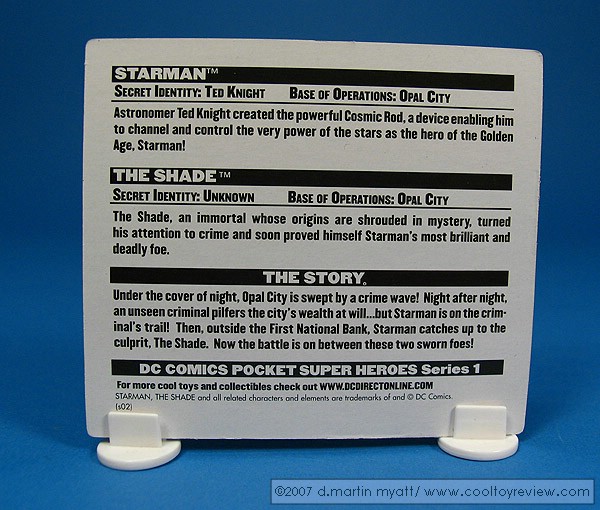 STARMAN™
SECRET IDENTITY: TED KNIGHT BASE OF OPERATIONS: OPAL CITY
Astronomer Ted Knight created the powerful Cosmic Rod, a device enabling him
to channel and control the very power of the stars as the hero of the Golden
Age, Starman!
THE SHADE™
SECRET IDENTITY: UNKNOWN BASE OF OPERATIONS: OPAL CITY
The Shade, an immortal whose origins are shrouded in mystery, turned
his attention to crime and soon proved himself Starman's most brilliant and
deadly foe.
THE STORY
Under the cover of night, Opal City is swept by a crime wave! Night after night,
an unseen criminal pilfers the city's wealth at will...but Starman is on the crim-
inal's trail! Then, outside the First National Bank, Starman catches up to the
culprit, The Shade. Now the battle is on between these two sworn foes!
DC COMICS POCKET SUPER HEROES Series 1
For more cool toys and collectibles check out WWW.DCDIRECTONLINE.COM
STARMAN, THE SHADE and all related characters and elements are trademarks of and © DC Comics.
(s02)
©2007 d.martin myatt/ www.cooltoyreview.com